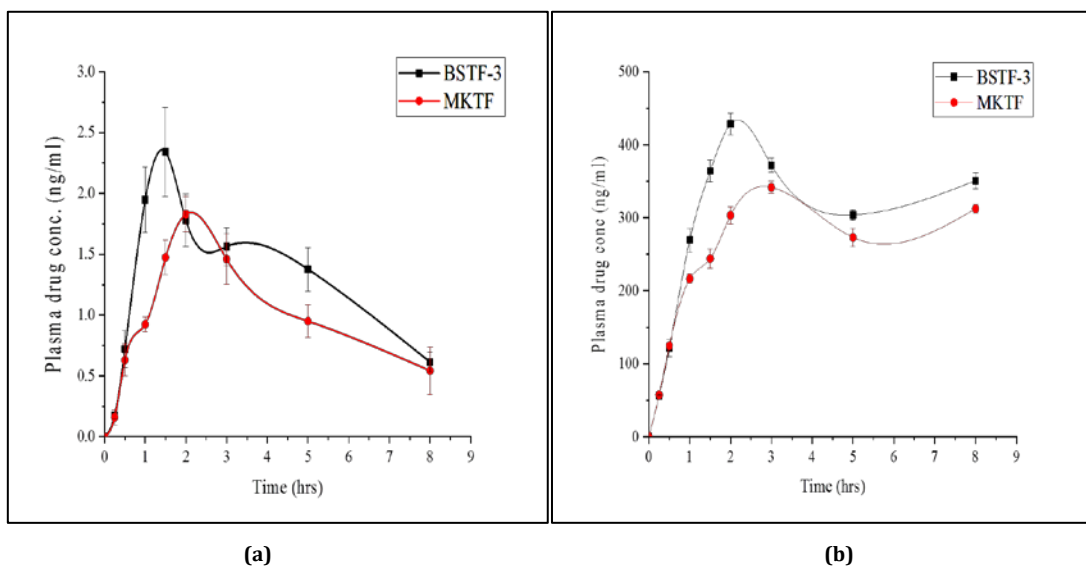 BSTF-3
MKTF
3.0
2.5
2.0
1.5
1.0
0.5
0.0
Plasma drug conc. (ng/ml)
0 1 2 3 4 5 6 7 8 9
Time (hrs)
(a)
BSTF-3
MKTF
500
400
300
200
100
0
Plasma drug conc (ng/ml)
0 1 2 3 4 5 6 7 8 9
Time (hrs)
(b)